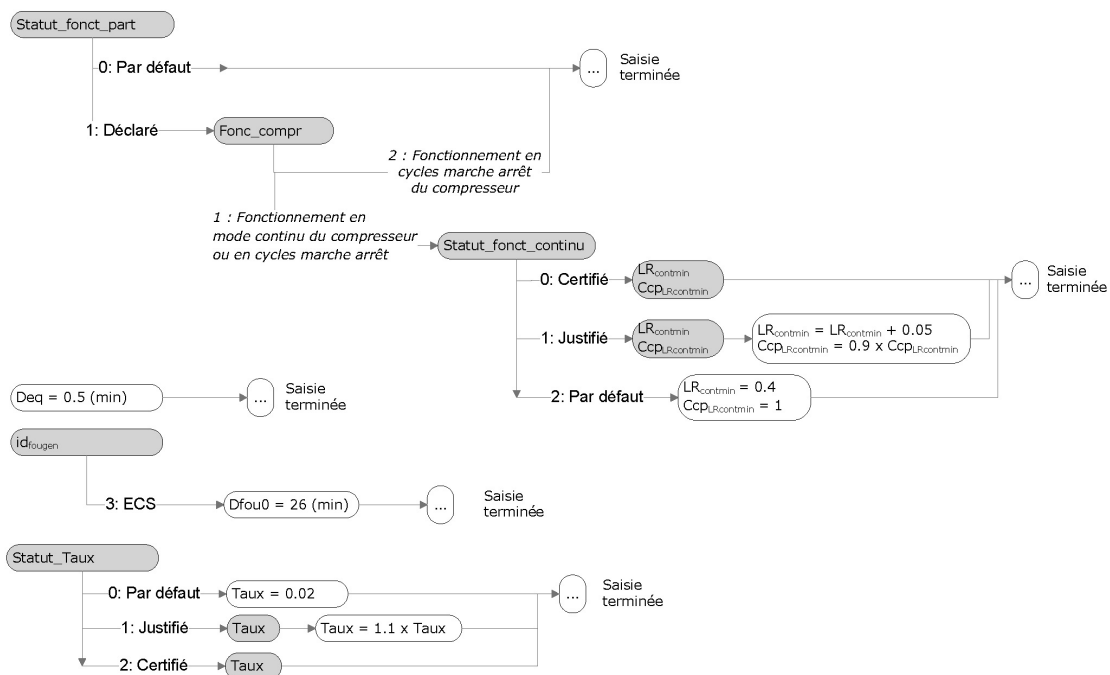 Statut_fonct_part
0: Par défaut
...
Saisie
terminée
1: Déclaré
Fonc_compr
2 : Fonctionnement en
cycles marche arrêt
du compresseur
1 : Fonctionnement en
mode continu du compresseur
ou en cycles marche arrêt
Statut_fonct_continu
0: Certifié
LRcontmin
CcpLRcontmin
...
Saisie
terminée
1: Justifié
LRcontmin
CcpLRcontmin
LRcontmin = LRcontmin + 0.05
CcpLRcontmin = 0.9 x CcpLRcontmin
2: Par défaut
LRcontmin = 0.4
CcpLRcontmin = 1
Deq = 0.5 (min)
...
Saisie
terminée
idfougen
3: ECS
Dfou0 = 26 (min)
...
Saisie
terminée
Statut_Taux
0: Par défaut
Taux = 0.02
...
Saisie
terminée
1: Justifié
Taux
Taux = 1.1 x Taux
2: Certifié
Taux